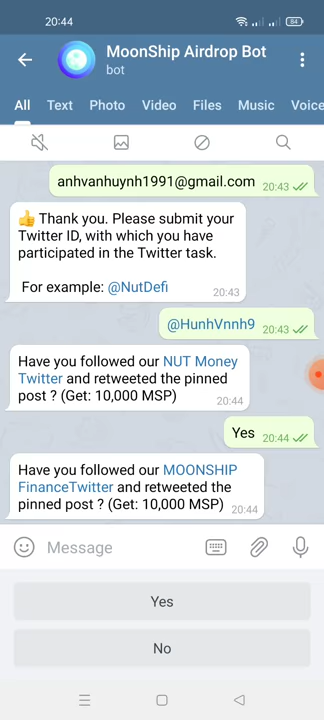 20:44
84
MoonShip Airdrop Bot
bot
All Text Photo Video Files Music Voice
anhvanhuynh1991@gmail.com 20:43
👍 Thank you. Please submit your
Twitter ID, with which you have
participated in the Twitter task.
For example: @NutDefi
20:43
@HunhVnnh9 20:43
Have you followed our NUT Money
Twitter and retweeted the pinned
post ? (Get: 10,000 MSP)
20:44
Yes 20:44
Have you followed our MOONSHIP
FinanceTwitter and retweeted the
pinned post ? (Get: 10,000 MSP) 20:44
Message
Yes
No